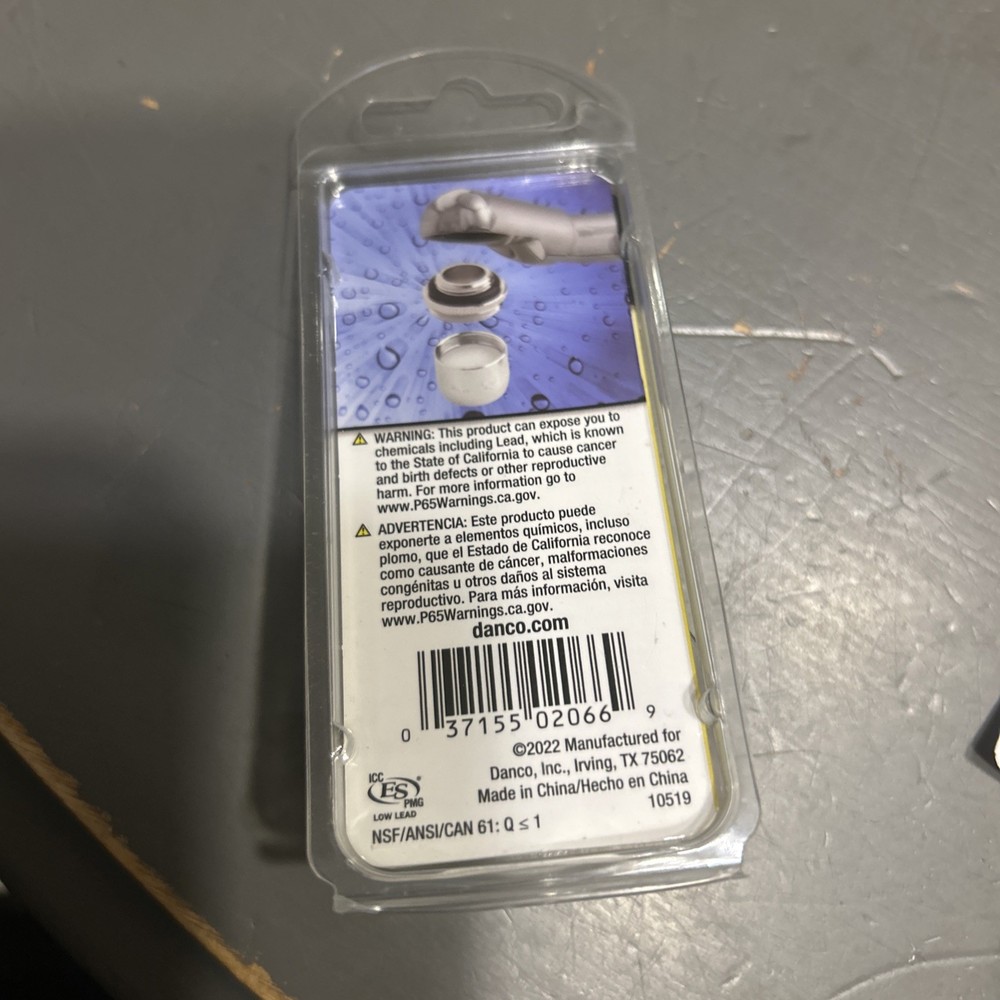 WARNING: This product can expose you to
chemicals including Lead, which is known
to the State of California to cause cancer
and birth defects or other reproductive
harm. For more information go to
www.P65Warnings.ca.gov.
ADVERTENCIA: Este producto puede
exponerte a elementos químicos, incluso
plomo, que el Estado de California reconoce
como causante de cáncer, malformaciones
congénitas u otros daños al sistema
reproductivo. Para más información, visita
www.P65Warnings.ca.gov.
danco.com
0 37155 02066 9
©2022 Manufactured for
Danco, Inc., Irving, TX 75062
Made in China/Hecho en China
10519
ICC
ES
PMG
®
LOW LEAD
NSF/ANSI/CAN 61: Q ≤ 1